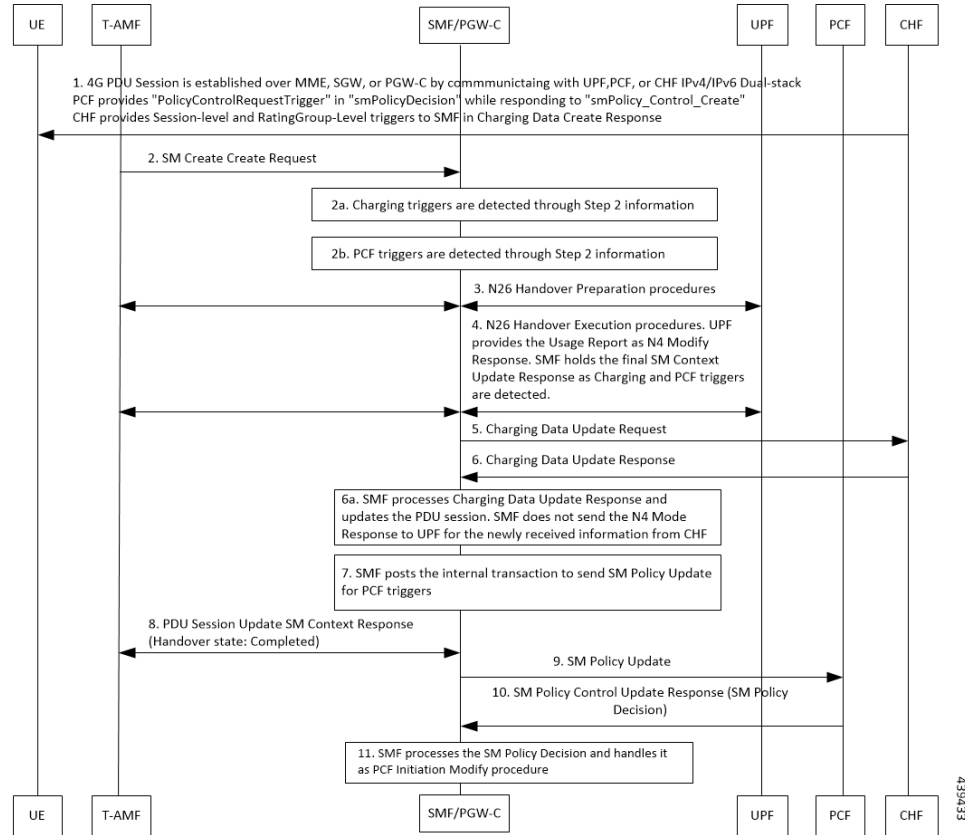 UE
T-AMF
SMF/PGW-C
UPF
PCF
CHF
1. 4G PDU Session is established over MME, SGW, or PGW-C by commmunictaing with UPF,PCF, or CHF IPv4/IPv6 Dual-stack
PCF provides "PolicyControlRequestTrigger" in "smPolicyDecision" while responding to "smPolicy_Control_Create"
CHF provides Session-level and RatingGroup-Level triggers to SMF in Charging Data Create Response
2. SM Create Create Request
2a. Charging triggers are detected through Step 2 information
2b. PCF triggers are detected through Step 2 information
3. N26 Handover Preparation procedures
4. N26 Handover Execution procedures. UPF
provides the Usage Report as N4 Modify
Response. SMF holds the final SM Context
Update Response as Charging and PCF triggers
are detected.
5. Charging Data Update Request
6. Charging Data Update Response
6a. SMF processes Charging Data Update Response and
updates the PDU session. SMF does not send the N4 Mode
Response to UPF for the newly received information from CHF
7. SMF posts the internal transaction to send SM Policy Update
for PCF triggers
8. PDU Session Update SM Context Response
(Handover state: Completed)
9. SM Policy Update
10. SM Policy Control Update Response (SM Policy
Decision)
11. SMF processes the SM Policy Decision and handles it
as PCF Initiation Modify procedure
UE
T-AMF
SMF/PGW-C
UPF
PCF
CHF
439433